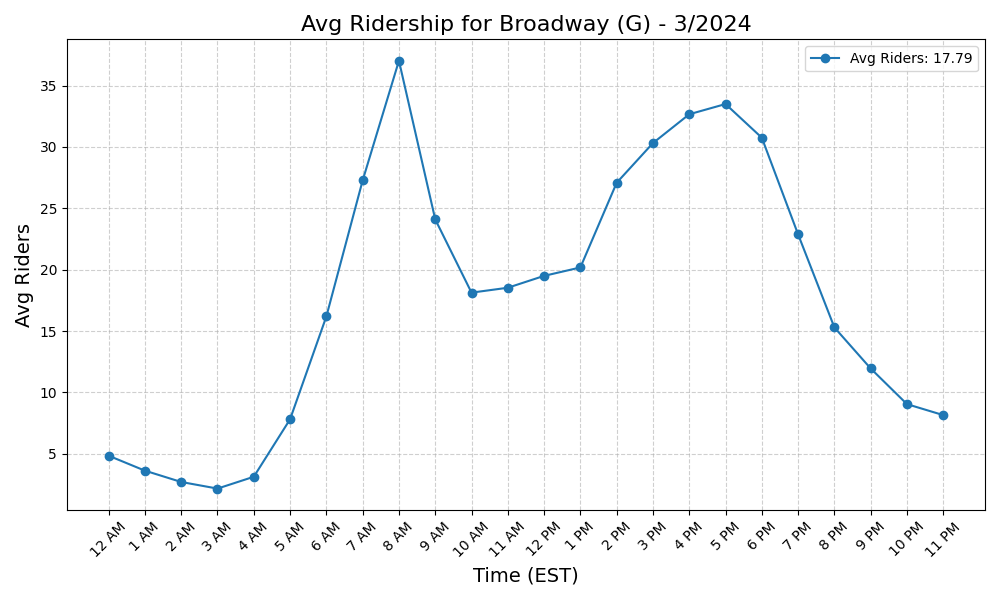 Avg Ridership for Broadway (G) - 3/2024
Avg Riders: 17.79
Avg Riders
35
30
25
20
15
10
5
12 AM
1 AM
2 AM
3 AM
4 AM
5 AM
6 AM
7 AM
8 AM
9 AM
10 AM
11 AM
12 PM
1 PM
2 PM
3 PM
4 PM
5 PM
6 PM
7 PM
8 PM
9 PM
10 PM
11 PM
Time (EST)